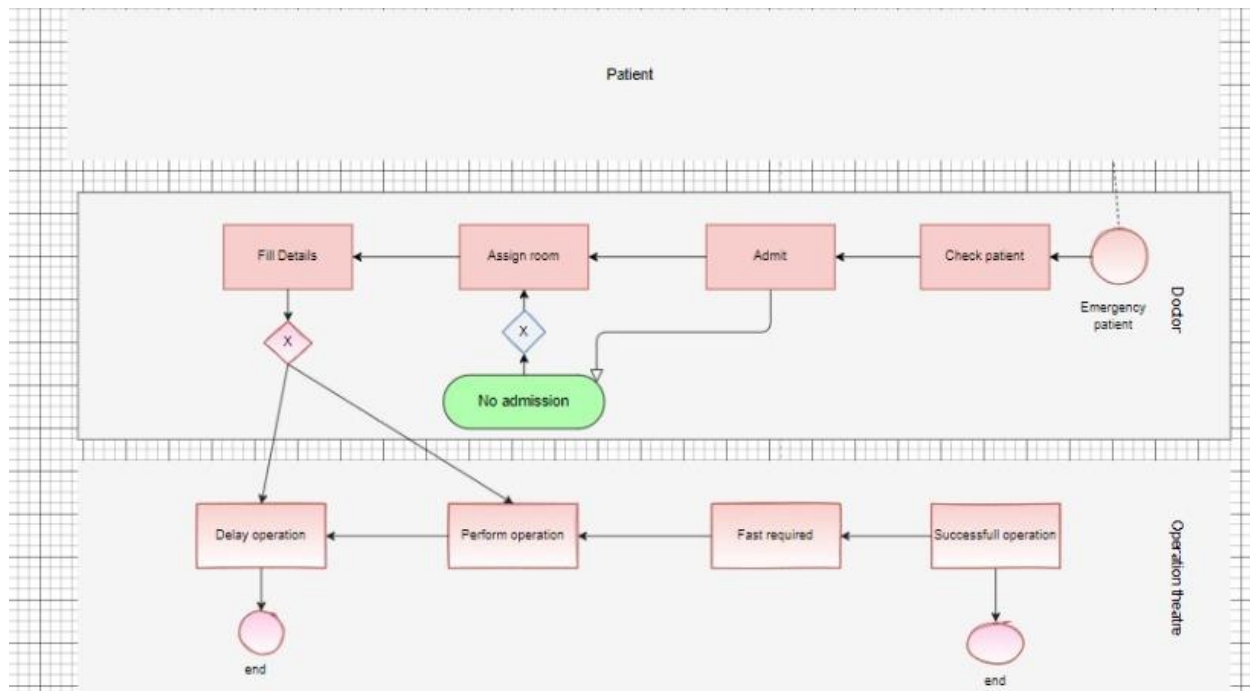 Patient
Fill Details
Assign room
Admit
Check patient
Emergency
patient
Doctor
X
X
No admission
Delay operation
Perform operation
Fast required
Successfull operation
Operation theatre
end
end